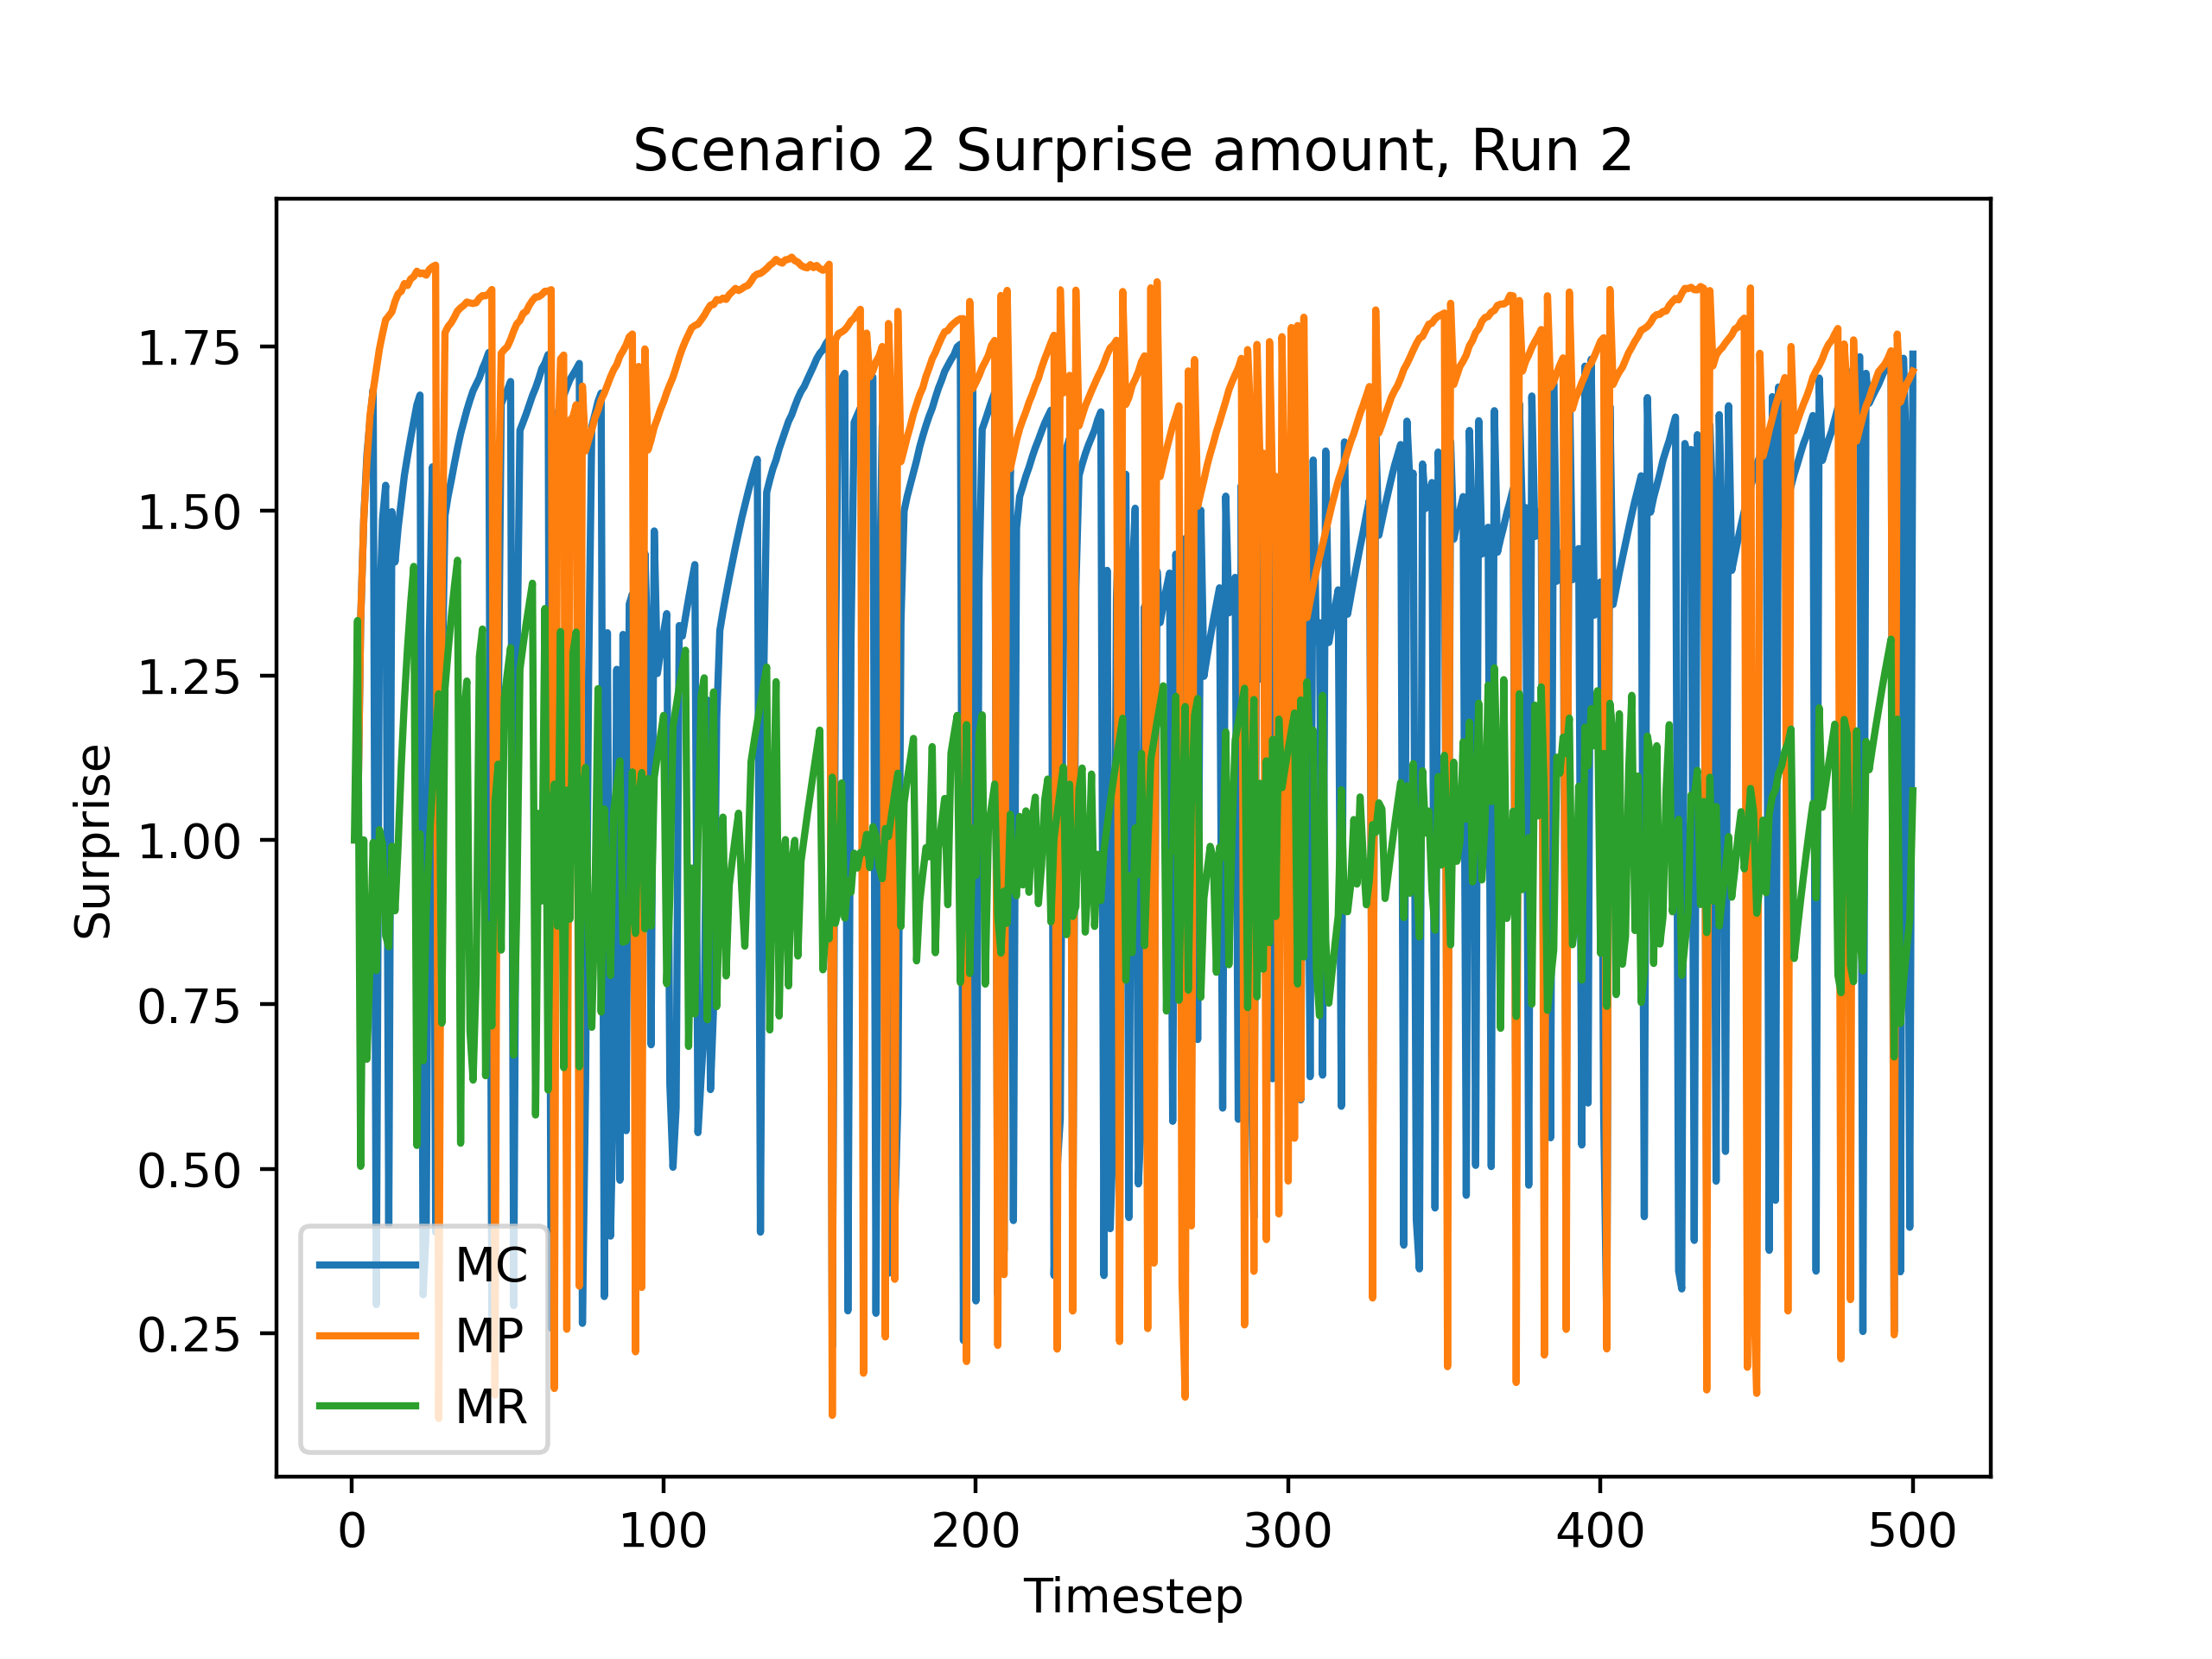 Scenario 2 Surprise amount, Run 2
Surprise
1.75
1.50
1.25
1.00
0.75
0.50
0.25
MC
MP
MR
0 100 200 300 400 500
Timestep